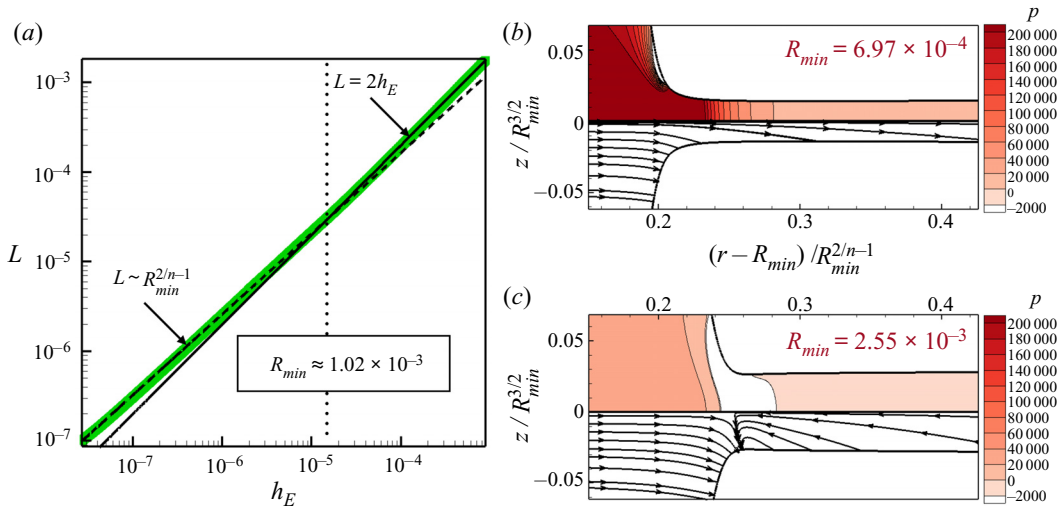 (a)
10⁻³
10⁻⁴
L
10⁻⁵
10⁻⁶
10⁻⁷
L = 2h_E
L ~ R_min^{2/n–1}
R_min ≈ 1.02 × 10⁻³
10⁻⁷ 10⁻⁶ 10⁻⁵ 10⁻⁴
h_E
(b)
R_min = 6.97 × 10⁻⁴
0.05
0
–0.05
z / R_min^{3/2}
0.2 0.3 0.4
(r – R_min) / R_min^{2/n–1}
p
200 000
180 000
160 000
140 000
120 000
100 000
80 000
60 000
40 000
20 000
0
–2000
(c)
0.2 0.3 0.4
R_min = 2.55 × 10⁻³
0.05
0
–0.05
z / R_min^{3/2}
p
200 000
180 000
160 000
140 000
120 000
100 000
80 000
60 000
40 000
20 000
0
–2000